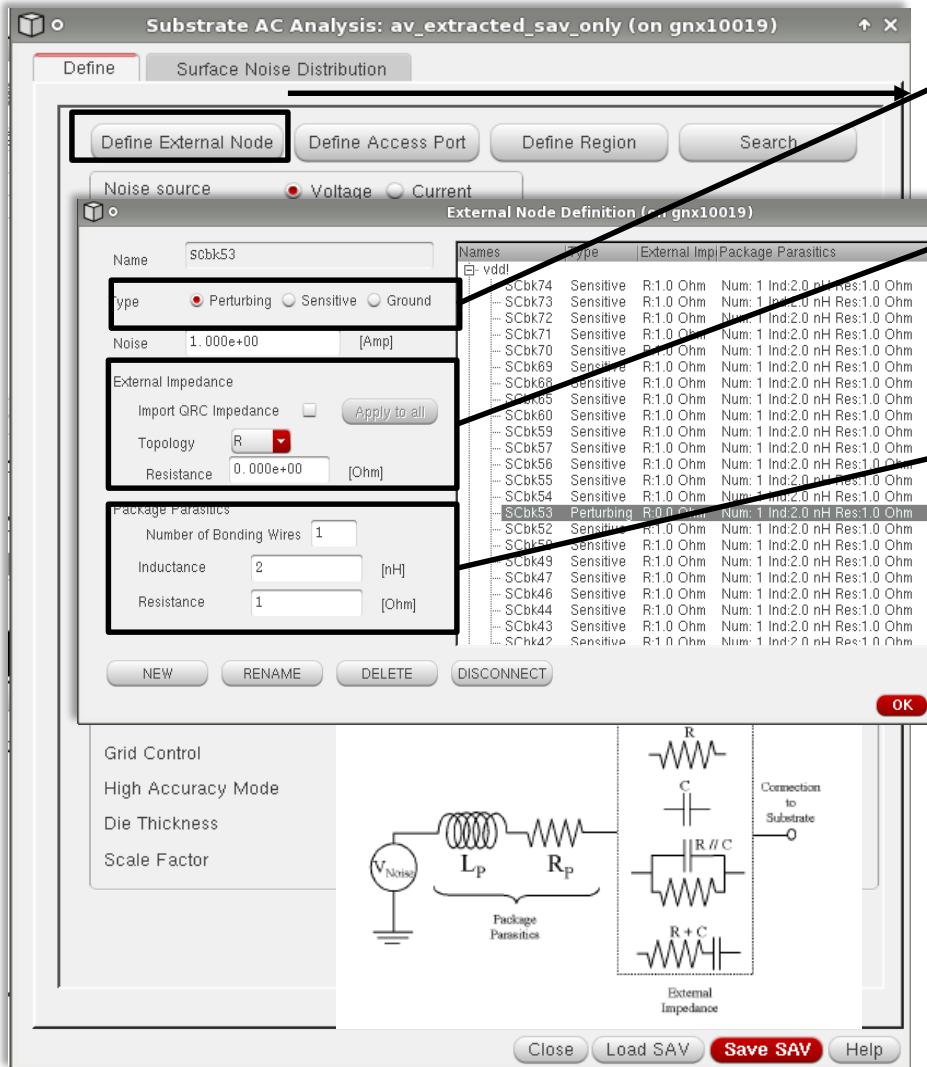 Substrate AC Analysis: av_extracted_sav_only (on gnx10019)
Define Surface Noise Distribution
Define External Node Define Access Port Define Region Search
Noise source Voltage Current
External Node Definition (on gnx10019)
Name SCbk53
Type Perturbing Sensitive Ground
Noise 1.000e+00 [Amp]
External Impedance
Import QRC Impedance Apply to all
Topology R
Resistance 0.000e+00 [Ohm]
Package Parasitics
Number of Bonding Wires 1
Inductance 2 [nH]
Resistance 1 [Ohm]
Names Type External Impi Package Parasitics
vdd!
SCbk74 Sensitive R:1.0 Ohm Num: 1 Ind:2.0 nH Res:1.0 Ohm
SCbk73 Sensitive R:1.0 Ohm Num: 1 Ind:2.0 nH Res:1.0 Ohm
SCbk72 Sensitive R:1.0 Ohm Num: 1 Ind:2.0 nH Res:1.0 Ohm
SCbk71 Sensitive R:1.0 Ohm Num: 1 Ind:2.0 nH Res:1.0 Ohm
SCbk70 Sensitive R:1.0 Ohm Num: 1 Ind:2.0 nH Res:1.0 Ohm
SCbk69 Sensitive R:1.0 Ohm Num: 1 Ind:2.0 nH Res:1.0 Ohm
SCbk68 Sensitive R:1.0 Ohm Num: 1 Ind:2.0 nH Res:1.0 Ohm
SCbk65 Sensitive R:1.0 Ohm Num: 1 Ind:2.0 nH Res:1.0 Ohm
SCbk60 Sensitive R:1.0 Ohm Num: 1 Ind:2.0 nH Res:1.0 Ohm
SCbk59 Sensitive R:1.0 Ohm Num: 1 Ind:2.0 nH Res:1.0 Ohm
SCbk57 Sensitive R:1.0 Ohm Num: 1 Ind:2.0 nH Res:1.0 Ohm
SCbk56 Sensitive R:1.0 Ohm Num: 1 Ind:2.0 nH Res:1.0 Ohm
SCbk55 Sensitive R:1.0 Ohm Num: 1 Ind:2.0 nH Res:1.0 Ohm
SCbk54 Sensitive R:1.0 Ohm Num: 1 Ind:2.0 nH Res:1.0 Ohm
SCbk53 Perturbing R:0.0 Ohm Num: 1 Ind:2.0 nH Res:1.0 Ohm
SCbk52 Sensitive R:1.0 Ohm Num: 1 Ind:2.0 nH Res:1.0 Ohm
SCbk50 Sensitive R:1.0 Ohm Num: 1 Ind:2.0 nH Res:1.0 Ohm
SCbk49 Sensitive R:1.0 Ohm Num: 1 Ind:2.0 nH Res:1.0 Ohm
SCbk47 Sensitive R:1.0 Ohm Num: 1 Ind:2.0 nH Res:1.0 Ohm
SCbk46 Sensitive R:1.0 Ohm Num: 1 Ind:2.0 nH Res:1.0 Ohm
SCbk44 Sensitive R:1.0 Ohm Num: 1 Ind:2.0 nH Res:1.0 Ohm
SCbk43 Sensitive R:1.0 Ohm Num: 1 Ind:2.0 nH Res:1.0 Ohm
SCbk42 Sensitive R:1.0 Ohm Num: 1 Ind:2.0 nH Res:1.0 Ohm
NEW RENAME DELETE DISCONNECT
OK
Grid Control
High Accuracy Mode
Die Thickness
Scale Factor
VNoise
LP RP
Package
Parasitics
R
C
R // C
R + C
External
Impedance
Connection
to
Substrate
Close Load SAV Save SAV Help